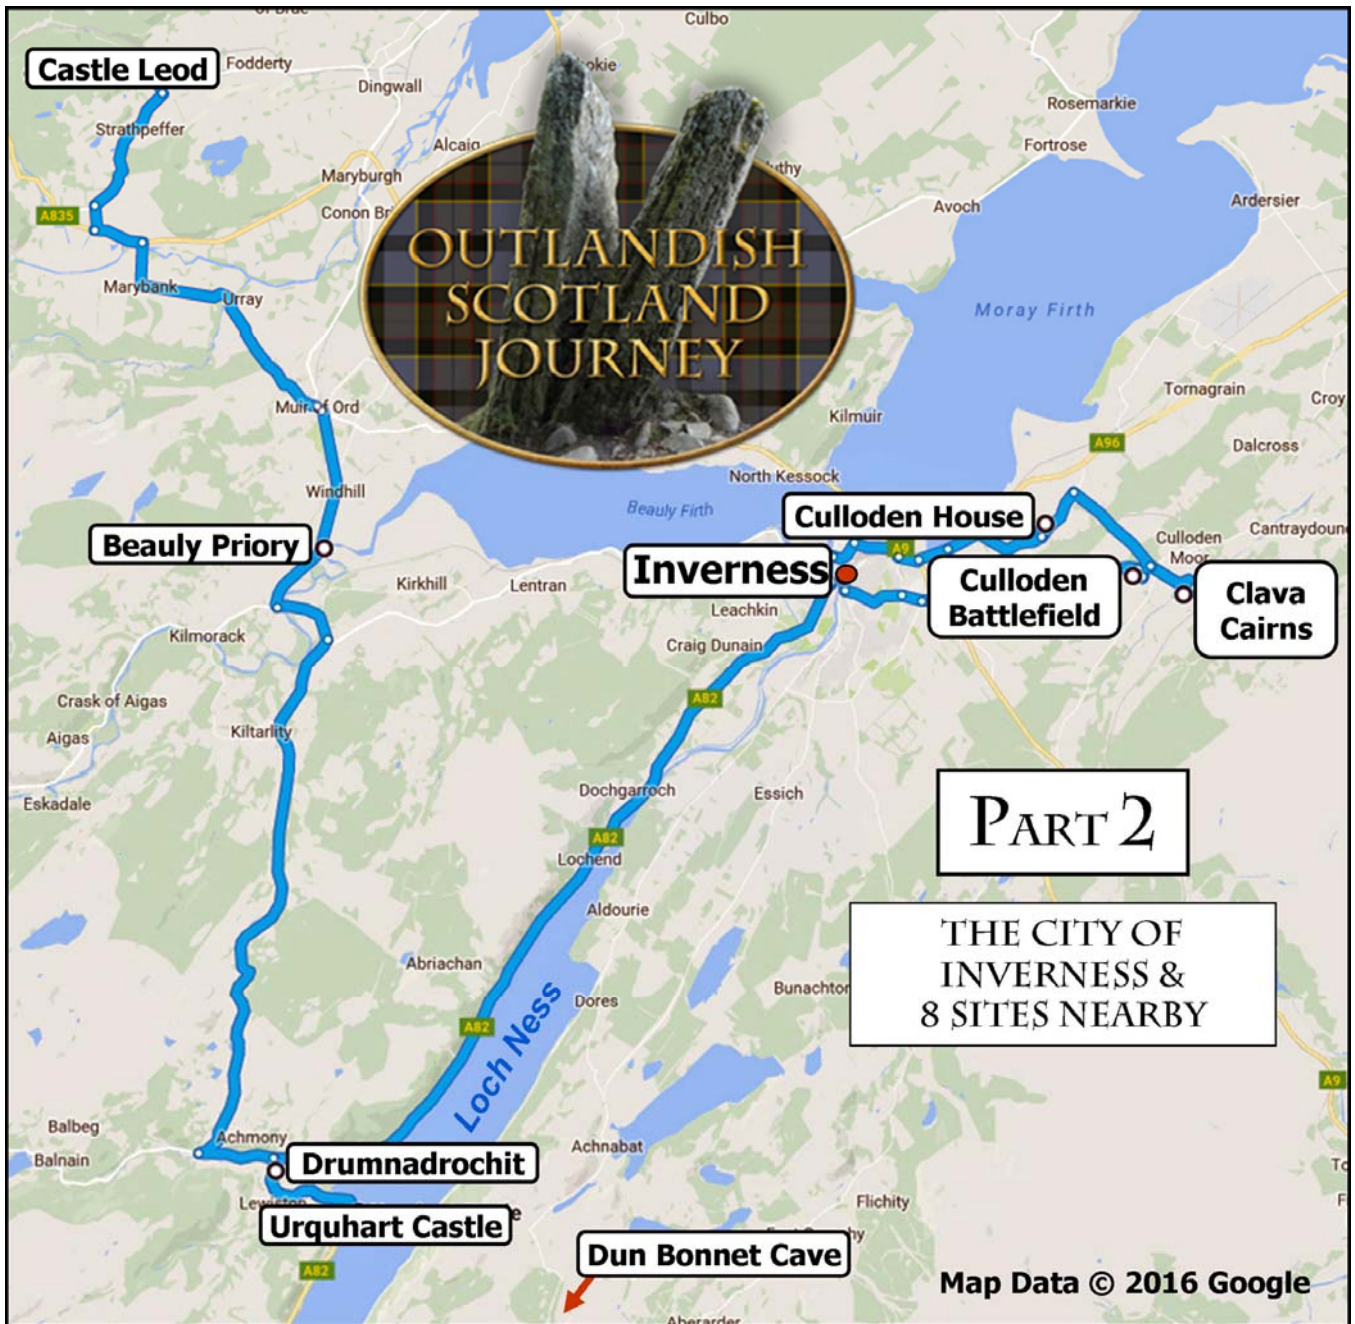 Culbo
Castle Leod
Fodderty
Dingwall
Rosemarkie
Strathpeffer
Alcaig
Fortrose
Maryburgh
Ardersier
A835
Avoch
OUTLANDISH
SCOTLAND
JOURNEY
Marybank
Urray
Moray Firth
Tornagrain
Muir of Ord
Kilmuir
Croy
A96
Dalcross
North Kessock
Windhill
Beauly Firth
Culloden House
Beauly Priory
A9
Culloden
Moor
Inverness
Kirkhill
Lentran
Culloden
Battlefield
Clava
Cairns
Leachkin
Kilmorack
Craig Dunain
Crask of Aigas
A82
Aigas
Kiltarlity
Eskadale
Dochgarroch
Essich
PART 2
A82
Lochend
Aldourie
THE CITY OF
INVERNESS &
8 SITES NEARBY
Abriachan
Bunachton
Dores
Loch Ness
A82
A9
Balbeg
Achmony
Achnabat
Balnain
Drumnadrochit
Flichity
Urquhart Castle
Dun Bonnet Cave
A82
Map Data © 2016 Google
Aberarder